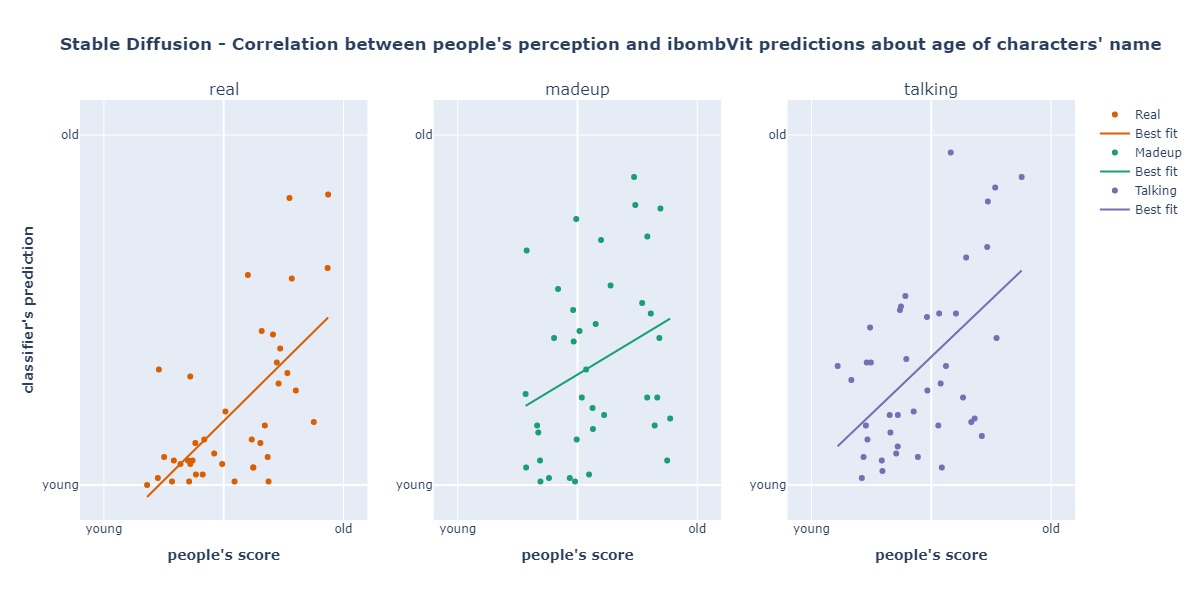 Stable Diffusion - Correlation between people's perception and ibombVit predictions about age of characters' name
real
madeup
talking
old
young
classifier's prediction
young
old
people's score
old
young
young
old
people's score
old
young
young
old
people's score
Real
Best fit
Madeup
Best fit
Talking
Best fit